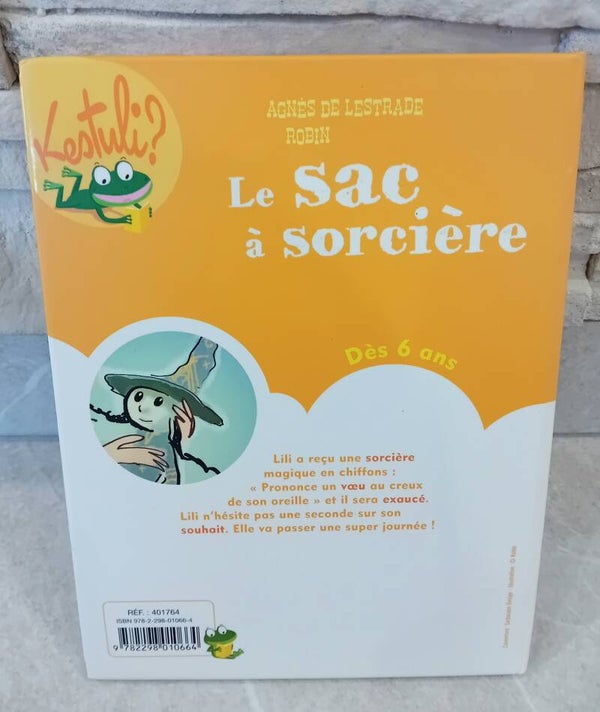 Kestuli?
AGNÈS DE LESTRADE
ROBIN
Le sac
à sorcière
Dès 6 ans
Lili a reçu une sorcière
magique en chiffons :
« Prononce un vœu au creux
de son oreille » et il sera exaucé.
Lili n'hésite pas une seconde sur son
souhait. Elle va passer une super journée !
RÉF. : 401764
ISBN 978-2-298-01066-4
9 782298 010664